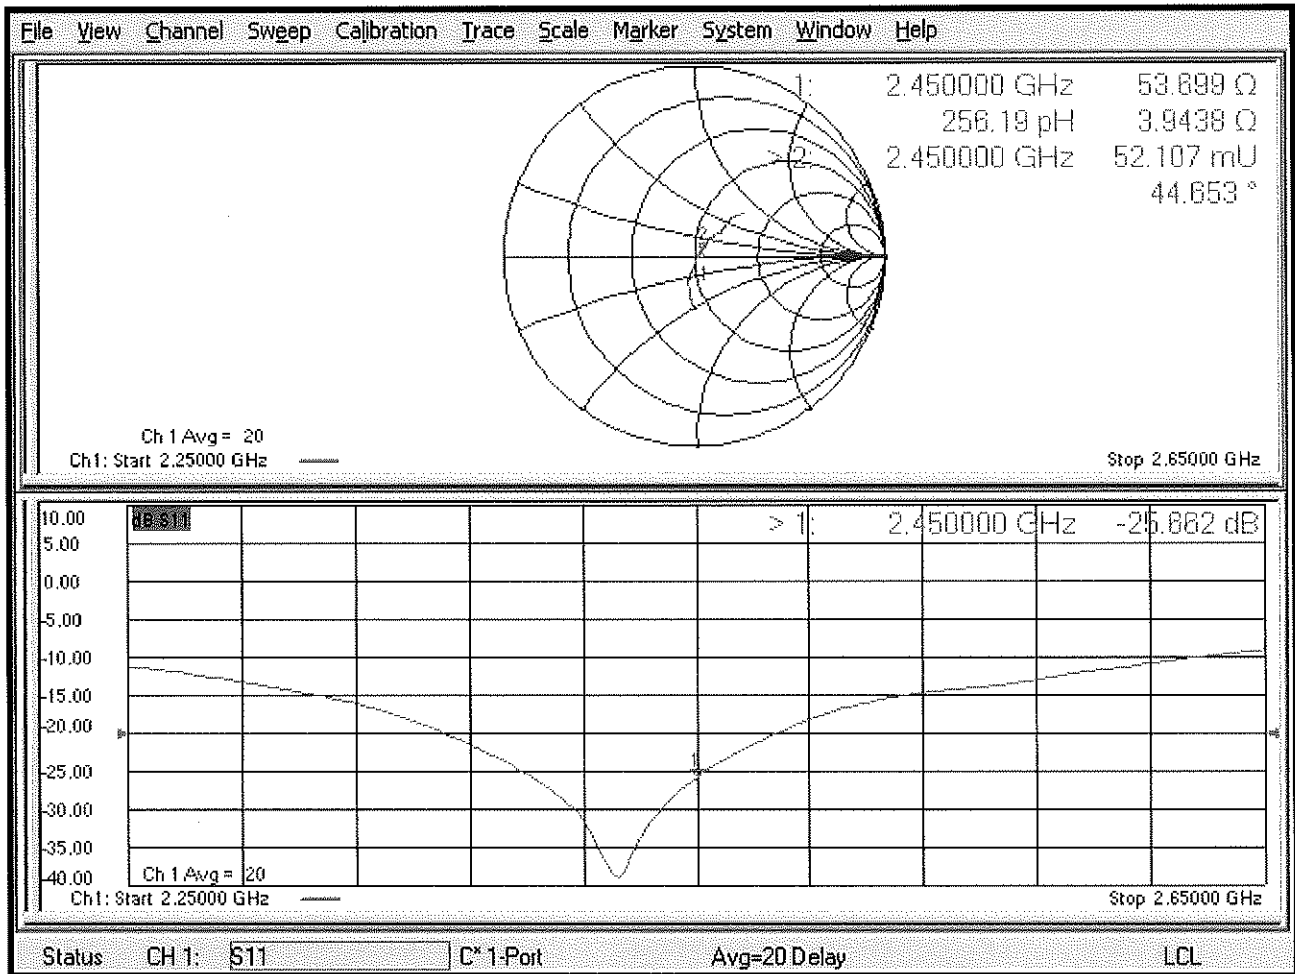 File View Channel Sweep Calibration Trace Scale Marker System Window Help
1: 2.450000 GHz 53.699 Ω
256.19 pH 3.9438 Ω
> 2: 2.450000 GHz 52.107 mU
44.653 °
Ch 1 Avg = 20
Ch1: Start 2.25000 GHz
Stop 2.65000 GHz
10.00
dB S11
> 1: 2.450000 GHz -25.662 dB
5.00
0.00
-5.00
-10.00
-15.00
-20.00
-25.00
1
-30.00
-35.00
-40.00
Ch 1 Avg = 20
Ch1: Start 2.25000 GHz
Stop 2.65000 GHz
Status CH 1: S11 C* 1-Port Avg=20 Delay LCL